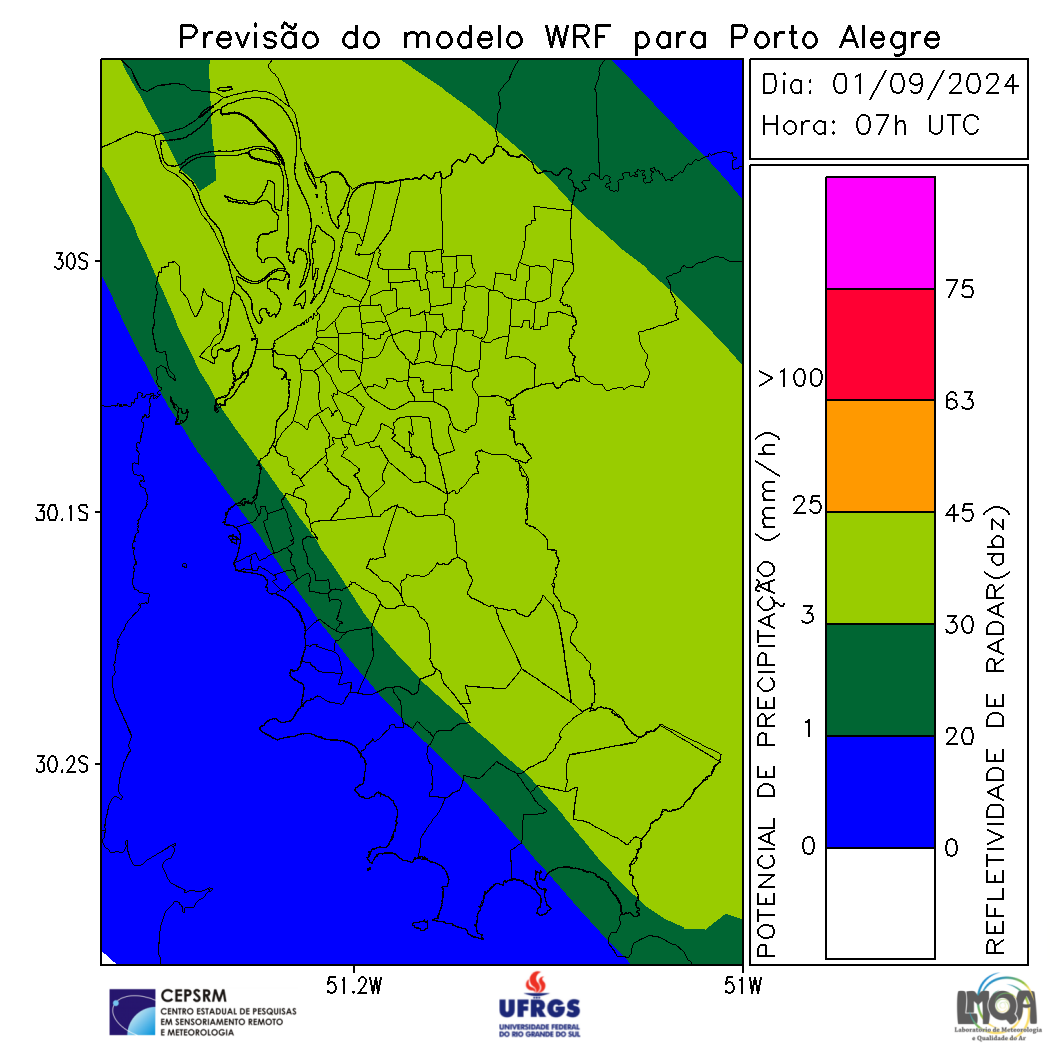 Previsão do modelo WRF para Porto Alegre
Dia: 01/09/2024
Hora: 07h UTC
30S
30.1S
30.2S
51.2W
51W
POTENCIAL DE PRECIPITAÇÃO (mm/h)
>100
25
3
1
0
75
63
45
30
20
0
REFLETIVIDADE DE RADAR(dbz)
CEPSRM
CENTRO ESTADUAL DE PESQUISAS
EM SENSORIAMENTO REMOTO
E METEOROLOGIA
UFRGS
UNIVERSIDADE FEDERAL
DO RIO GRANDE DO SUL
LMQA
Laboratório de Meteorologia
e Qualidade do Ar